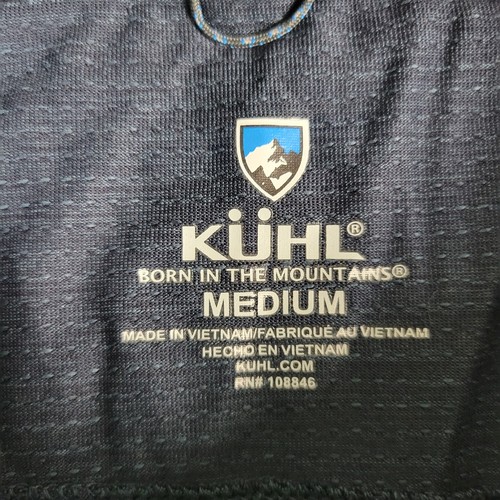 KÜHL®
BORN IN THE MOUNTAINS®
MEDIUM
MADE IN VIETNAM/FABRIQUÉ AU VIETNAM
HECHO EN VIETNAM
KUHL.COM
RN# 108846